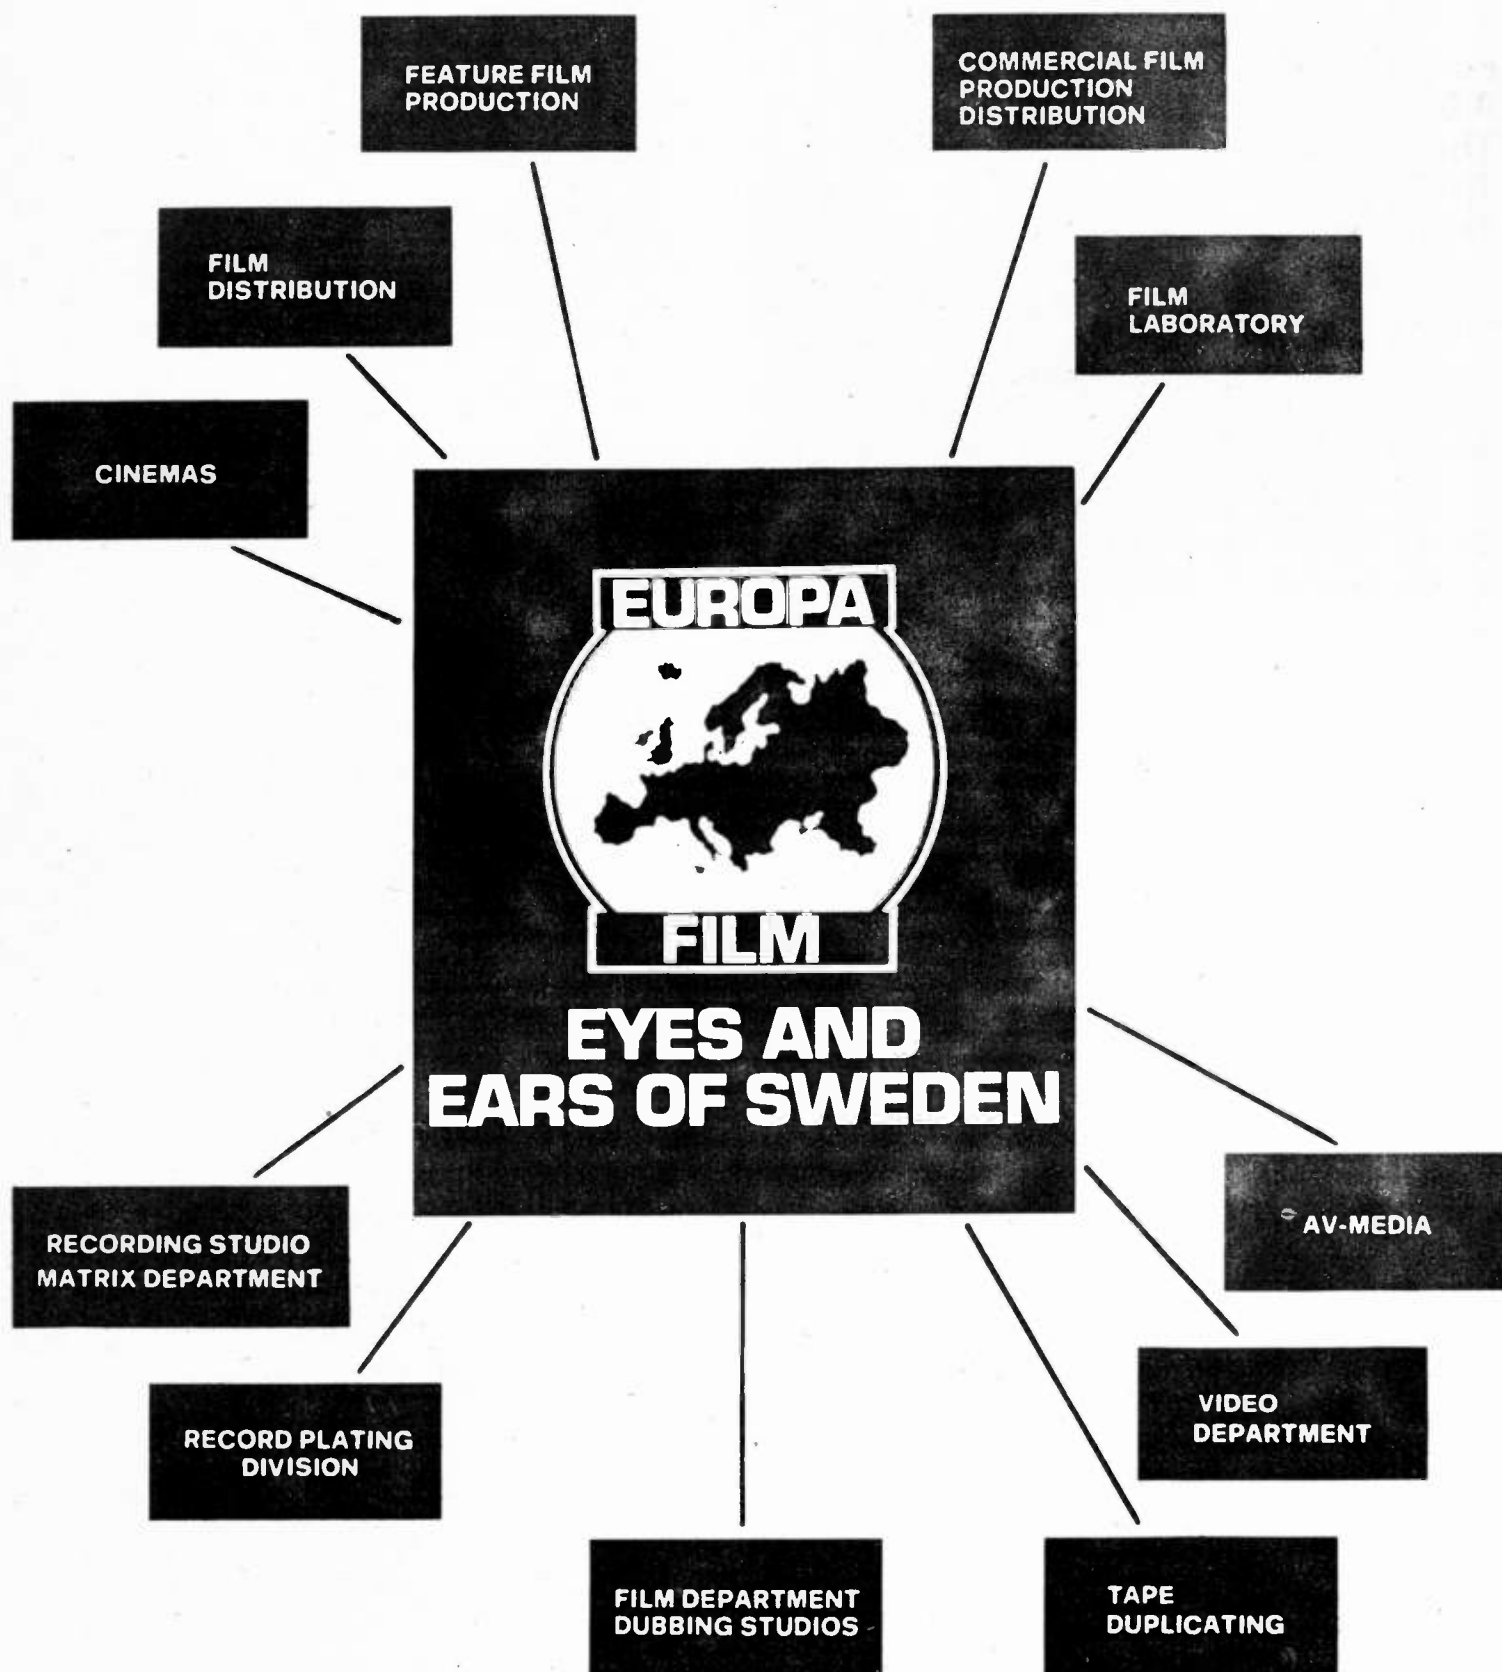 FEATURE FILM
PRODUCTION
COMMERCIAL FILM
PRODUCTION
DISTRIBUTION
FILM
DISTRIBUTION
FILM
LABORATORY
CINEMAS
EUROPA
FILM
EYES AND
EARS OF SWEDEN
RECORDING STUDIO
MATRIX DEPARTMENT
AV-MEDIA
RECORD PLATING
DIVISION
VIDEO
DEPARTMENT
FILM DEPARTMENT
DUBBING STUDIOS
TAPE
DUPLICATING